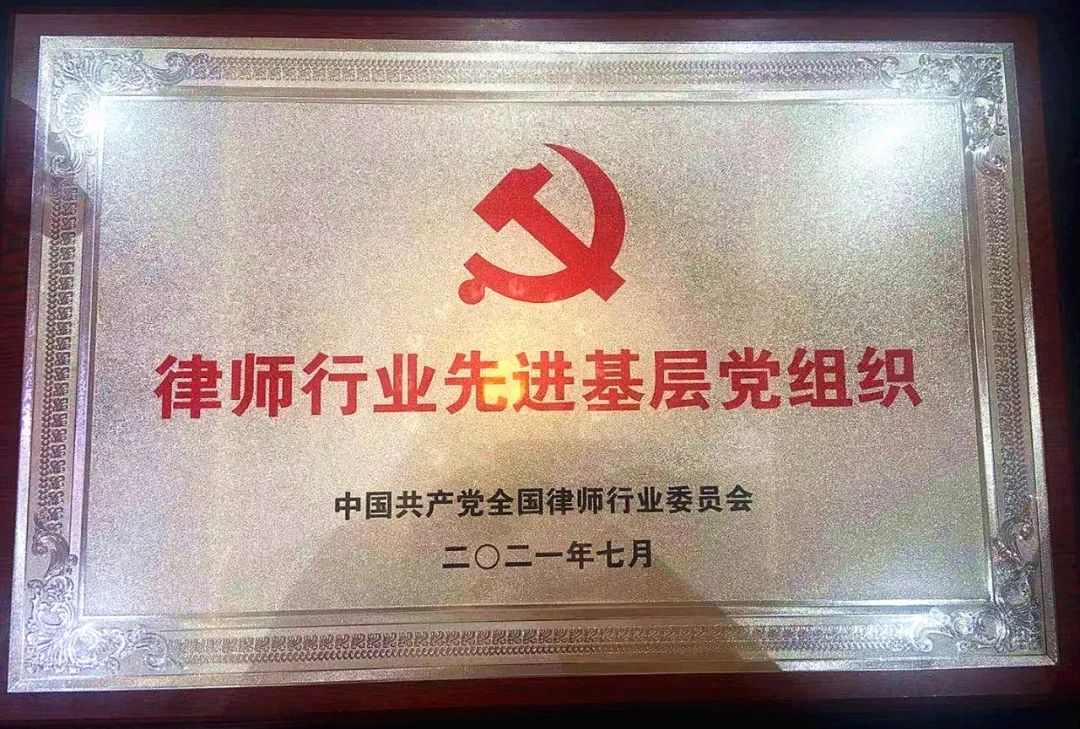 律师行业先进基层党组织
中国共产党全国律师行业委员会
二〇二一年七月